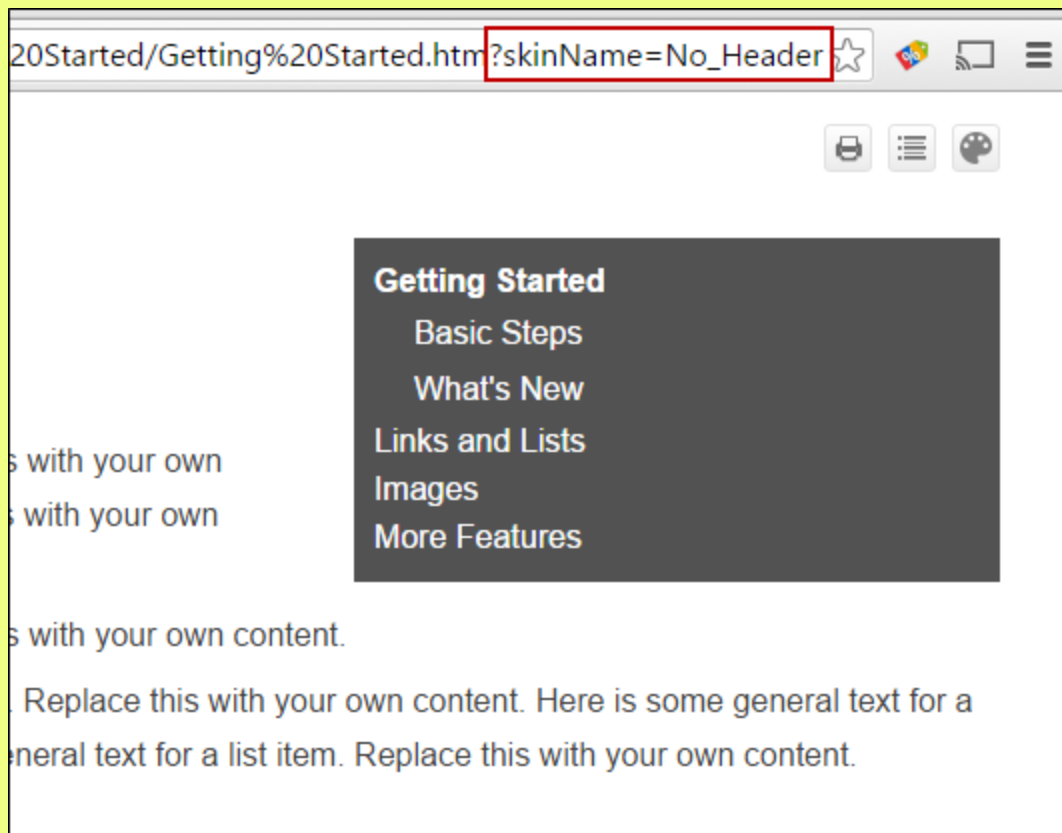 20Started/Getting%20Started.htm?skinName=No_Header
Getting Started
Basic Steps
What's New
Links and Lists
Images
More Features
s with your own
s with your own
s with your own content.
. Replace this with your own content. Here is some general text for a
eneral text for a list item. Replace this with your own content.